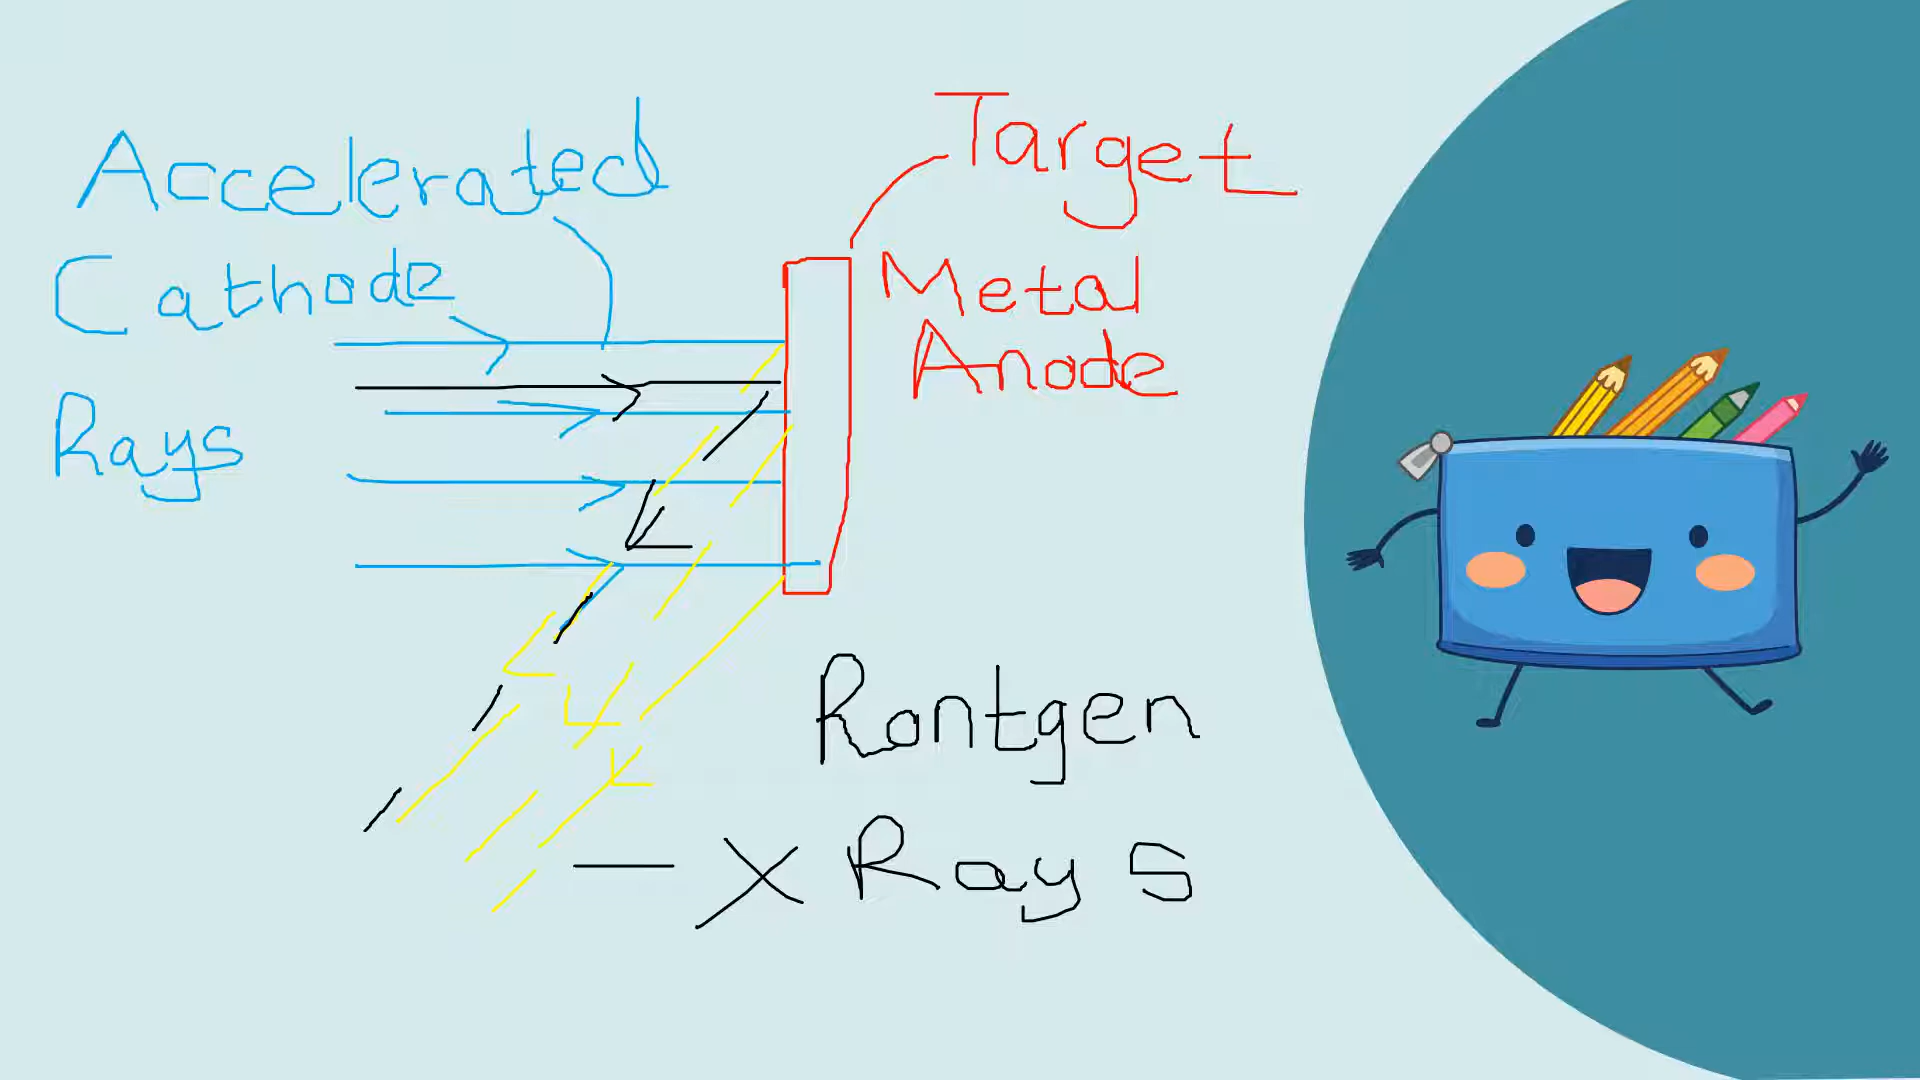 Accelerated
Cathode
Rays
Target
Metal
Anode
Rontgen
- X Rays